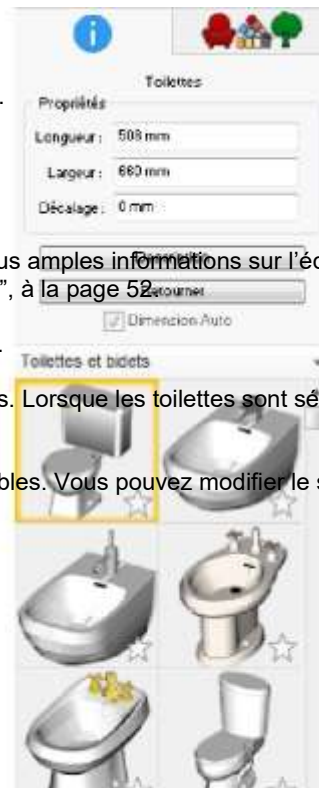 Toilettes
.
Propriétés
Longueur : 508 mm
Largeur : 660 mm
Décalage : 0 mm
us amples informations sur l'éc
”, à la page 52
Retourner
Dimension Auto
.
Toilettes et bidets
s. Lorsque les toilettes sont sé
bles. Vous pouvez modifier le s